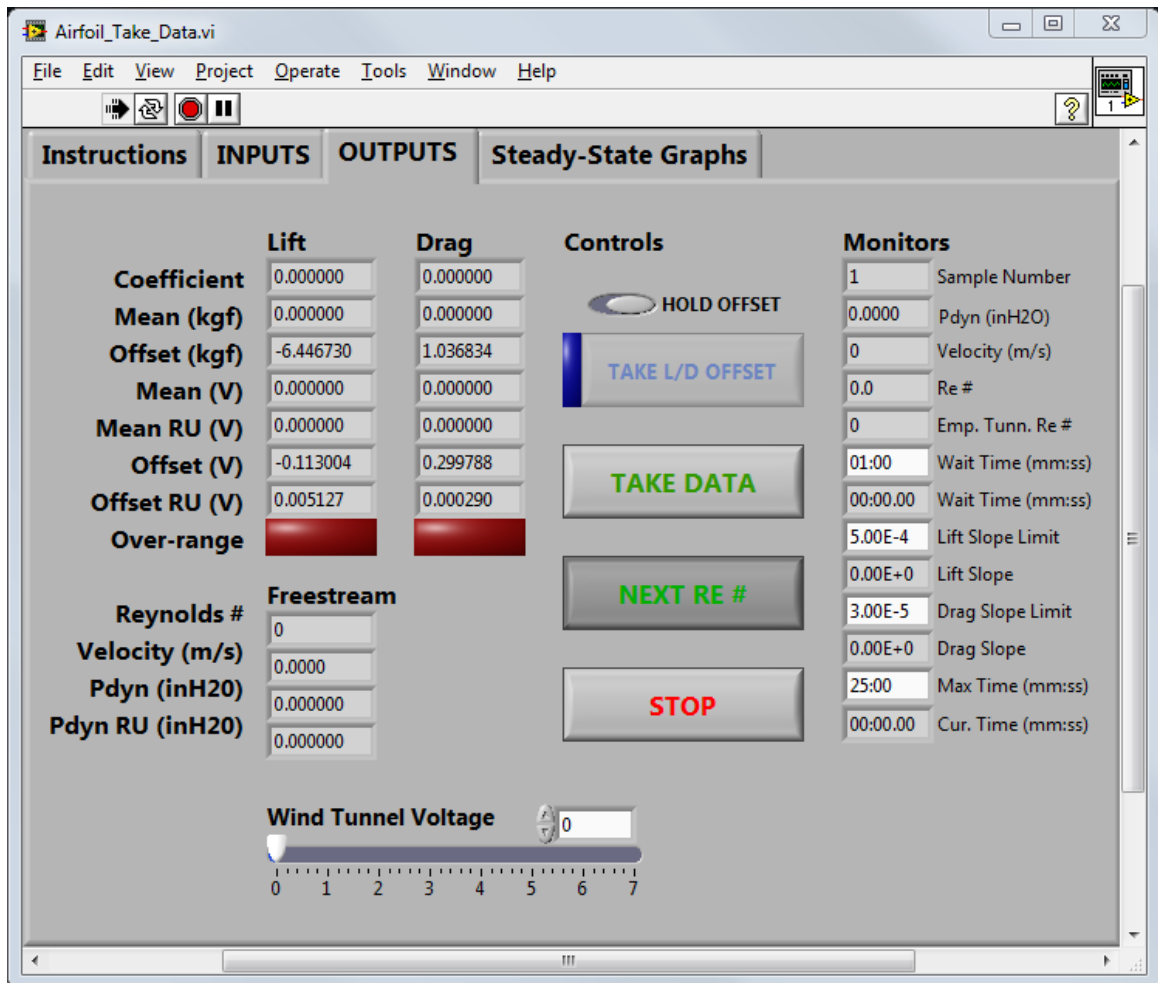 Airfoil_Take_Data.vi
File Edit View Project Operate Tools Window Help
1
Instructions INPUTS OUTPUTS Steady-State Graphs
Lift Drag Controls Monitors
Coefficient 0.000000 0.000000 1 Sample Number
Mean (kgf) 0.000000 0.000000 HOLD OFFSET 0.0000 Pdyn (inH2O)
Offset (kgf) -6.446730 1.036834 TAKE L/D OFFSET 0 Velocity (m/s)
Mean (V) 0.000000 0.000000 0.0 Re #
Mean RU (V) 0.000000 0.000000 0 Emp. Tunn. Re #
Offset (V) -0.113004 0.299788 TAKE DATA 01:00 Wait Time (mm:ss)
Offset RU (V) 0.005127 0.000290 00:00.00 Wait Time (mm:ss)
Over-range 5.00E-4 Lift Slope Limit
Freestream NEXT RE # 0.00E+0 Lift Slope
Reynolds # 0 3.00E-5 Drag Slope Limit
Velocity (m/s) 0.0000 0.00E+0 Drag Slope
Pdyn (inH20) 0.000000 STOP 25:00 Max Time (mm:ss)
Pdyn RU (inH20) 0.000000 00:00.00 Cur. Time (mm:ss)
Wind Tunnel Voltage 0
0 1 2 3 4 5 6 7